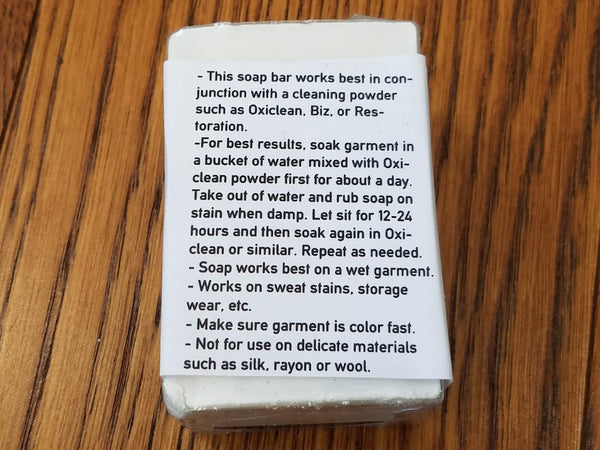 - This soap bar works best in con-
junction with a cleaning powder
such as Oxiclean, Biz, or Res-
toration.
-For best results, soak garment in
a bucket of water mixed with Oxi-
clean powder first for about a day.
Take out of water and rub soap on
stain when damp. Let sit for 12-24
hours and then soak again in Oxi-
clean or similar. Repeat as needed.
- Soap works best on a wet garment.
- Works on sweat stains, storage
wear, etc.
- Make sure garment is color fast.
- Not for use on delicate materials
such as silk, rayon or wool.